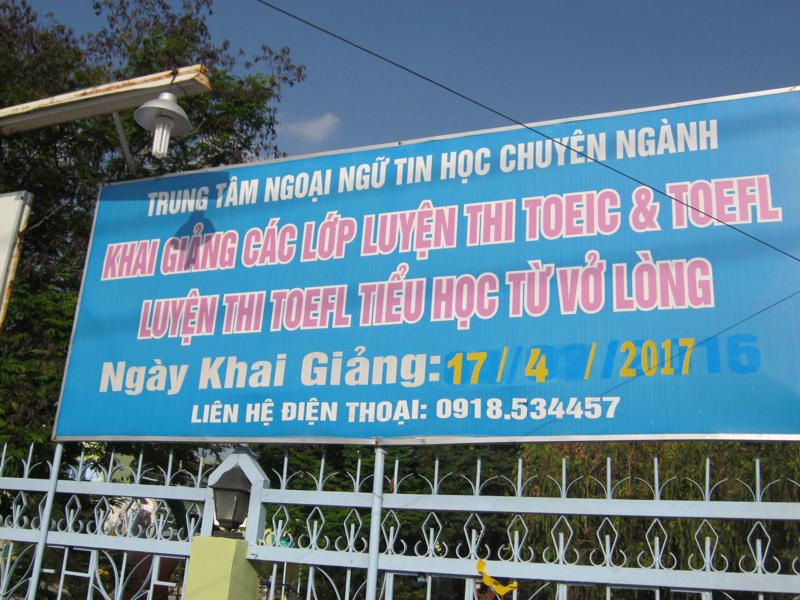 TRUNG TÂM NGOẠI NGỮ TIN HỌC CHUYÊN NGÀNH
KHAI GIẢNG CÁC LỚP LUYỆN THI TOEIC & TOEFL
LUYỆN THI TOEFL TIỂU HỌC TỪ VỞ LÒNG
Ngày Khai Giảng: 17 / 4 / 2017
LIÊN HỆ ĐIỆN THOẠI: 0918.534457